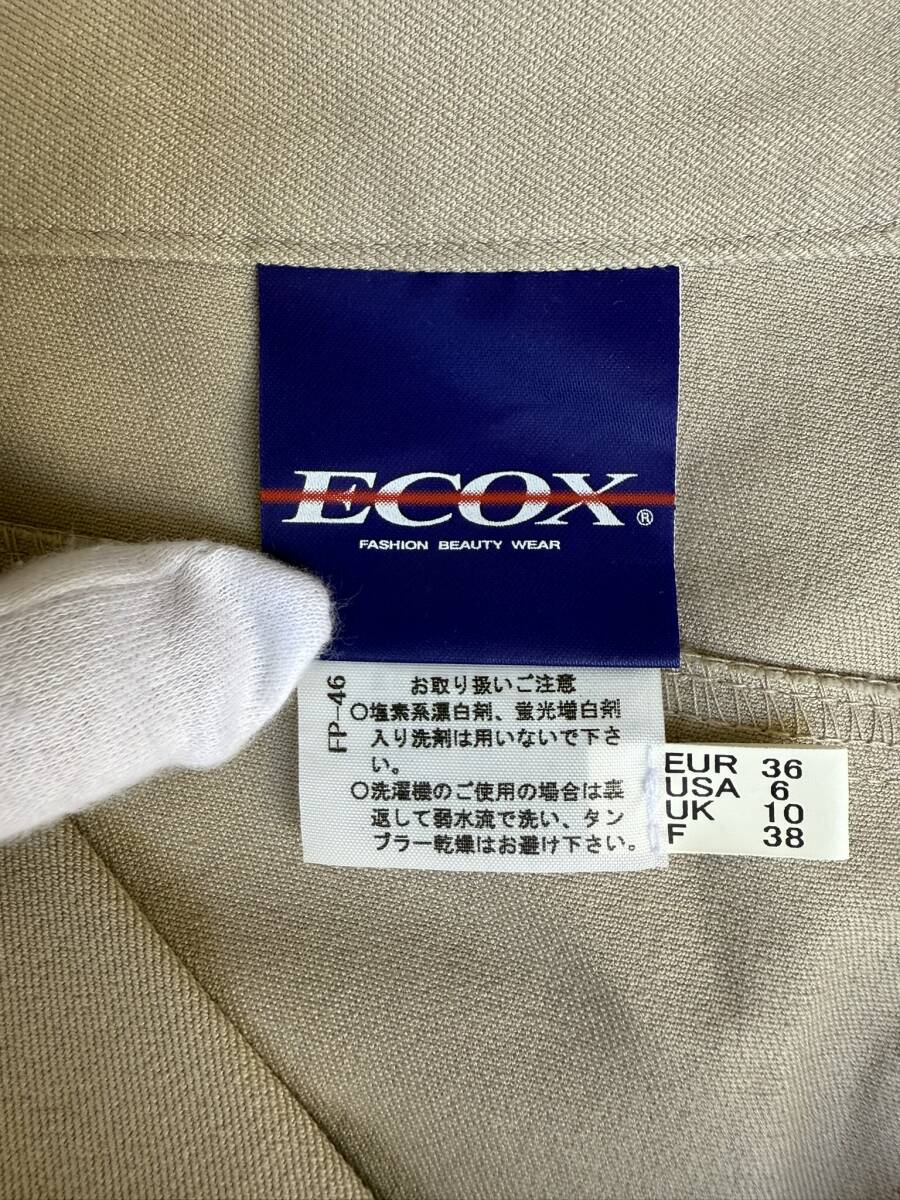 ECOX®
FASHION BEAUTY WEAR
FP-46
お取り扱いご注意
○塩素系漂白剤、蛍光増白剤
入り洗剤は用いないで下さ
い。
○洗濯機のご使用の場合は裏
返して弱水流で洗い、タン
ブラー乾燥はお避け下さい。
EUR 36
USA 6
UK 10
F 38